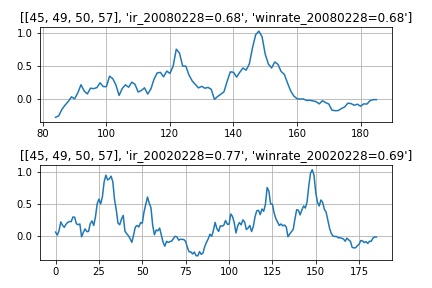 [[45, 49, 50, 57], 'ir_20080228=0.68', 'winrate_20080228=0.68']
1.0
0.5
0.0
80 100 120 140 160 180
[[45, 49, 50, 57], 'ir_20020228=0.77', 'winrate_20020228=0.69']
1.0
0.5
0.0
0 25 50 75 100 125 150 175